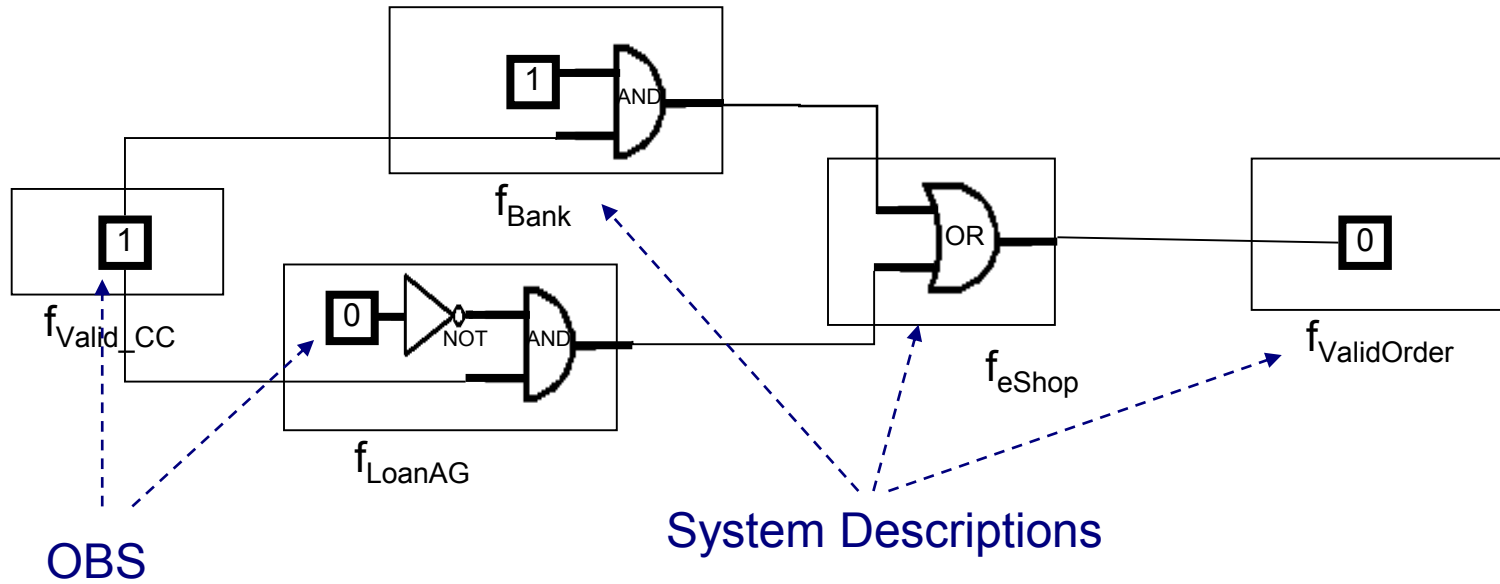 1
AND
f_Bank
1
f_Valid_CC
0
NOT
AND
f_LoanAG
OR
f_eShop
0
f_ValidOrder
OBS
System Descriptions